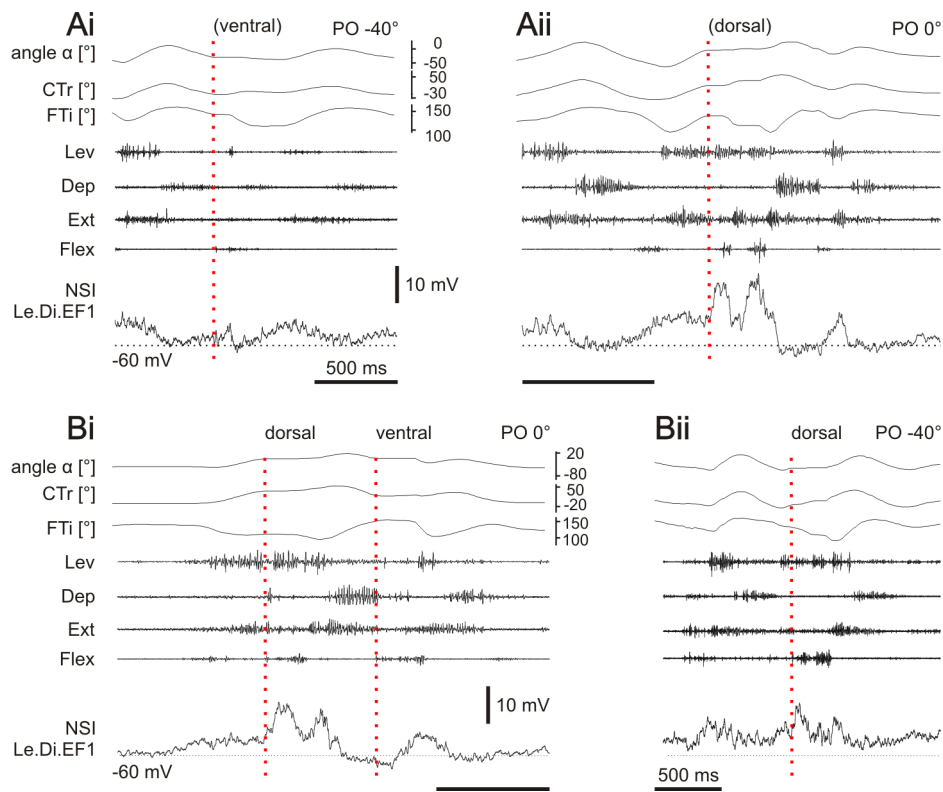 Ai (ventral) PO -40° Aii (dorsal) PO 0°
angle α [°] 0
-50
CTr [°] 50
-30
FTi [°] 150
100
Lev
Dep
Ext
Flex
10 mV
NSI
Le.Di.EF1
-60 mV
500 ms
Bi dorsal ventral PO 0° Bii dorsal PO -40°
angle α [°] 20
-80
CTr [°] 50
-20
FTi [°] 150
100
Lev
Dep
Ext
Flex
10 mV
NSI
Le.Di.EF1
-60 mV
500 ms